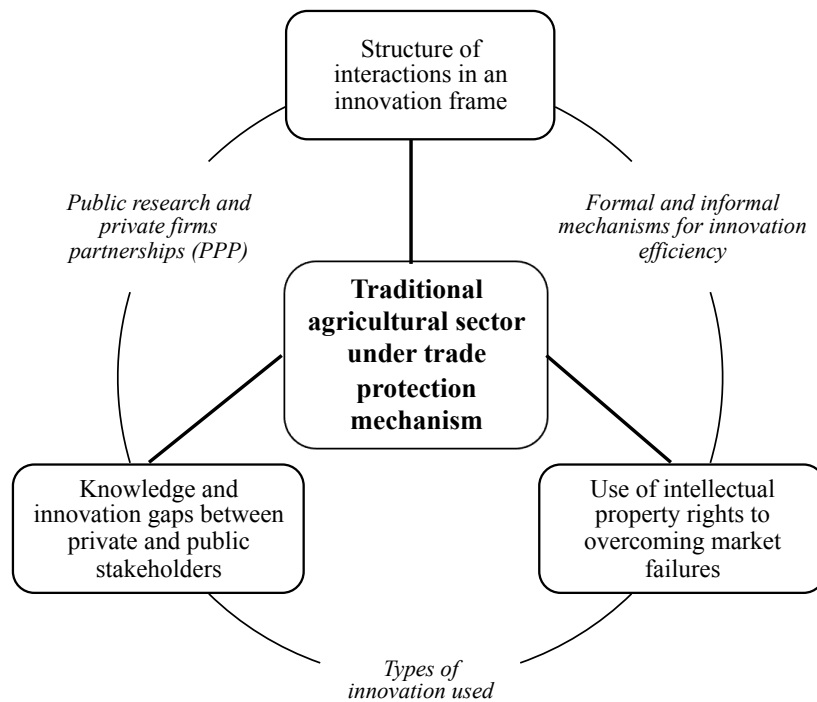 Structure of
interactions in an
innovation frame
Public research and
private firms
partnerships (PPP)
Formal and informal
mechanisms for innovation
efficiency
Traditional
agricultural sector
under trade
protection
mechanism
Knowledge and
innovation gaps between
private and public
stakeholders
Use of intellectual
property rights to
overcoming market
failures
Types of
innovation used